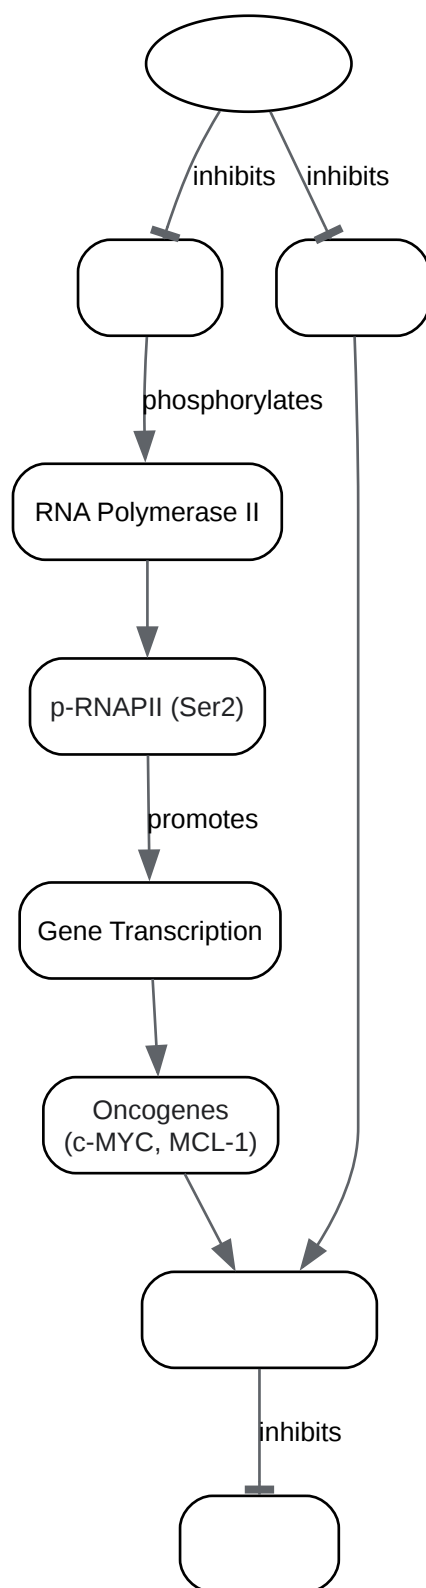 inhibits
inhibits
phosphorylates
RNA Polymerase II
p-RNAPII (Ser2)
promotes
Gene Transcription
Oncogenes
(c-MYC, MCL-1)
inhibits